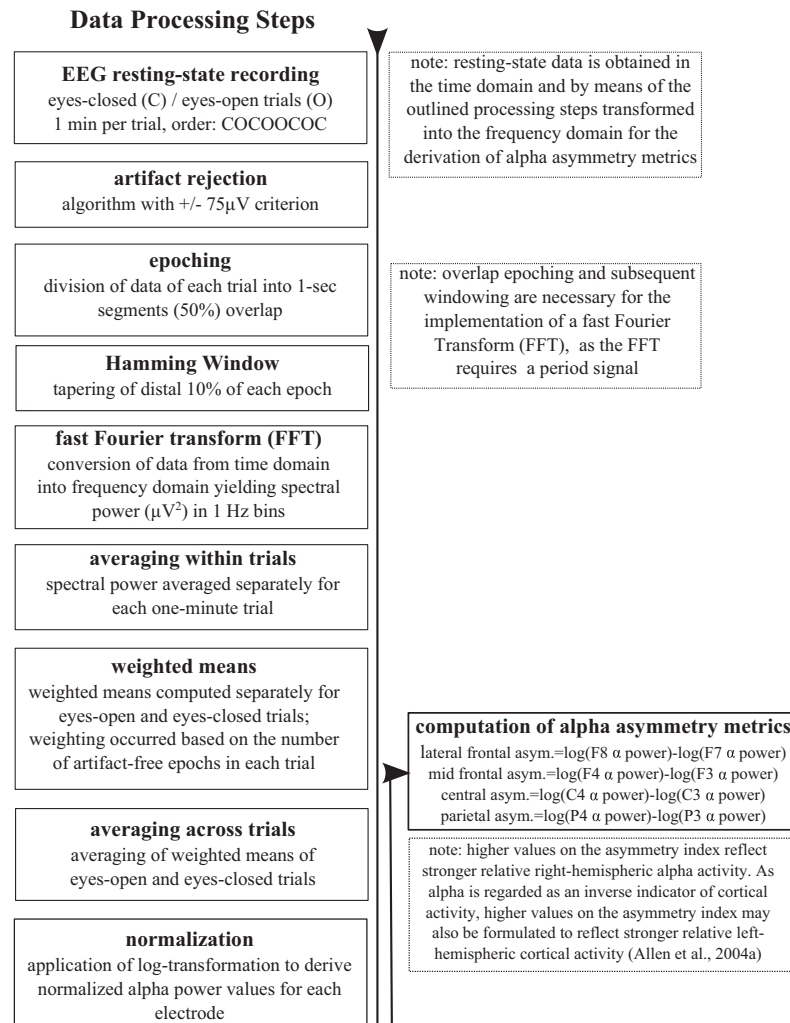 Data Processing Steps
EEG resting-state recording
eyes-closed (C) / eyes-open trials (O)
1 min per trial, order: COCOOCOC
artifact rejection
algorithm with +/- 75µV criterion
epoching
division of data of each trial into 1-sec
segments (50%) overlap
Hamming Window
tapering of distal 10% of each epoch
fast Fourier transform (FFT)
conversion of data from time domain
into frequency domain yielding spectral
power (µV²) in 1 Hz bins
averaging within trials
spectral power averaged separately for
each one-minute trial
weighted means
weighted means computed separately for
eyes-open and eyes-closed trials;
weighting occurred based on the number
of artifact-free epochs in each trial
averaging across trials
averaging of weighted means of
eyes-open and eyes-closed trials
normalization
application of log-transformation to derive
normalized alpha power values for each
electrode
note: resting-state data is obtained in
the time domain and by means of the
outlined processing steps transformed
into the frequency domain for the
derivation of alpha asymmetry metrics
note: overlap epoching and subsequent
windowing are necessary for the
implementation of a fast Fourier
Transform (FFT), as the FFT
requires a period signal
computation of alpha asymmetry metrics
lateral frontal asym.=log(F8 α power)-log(F7 α power)
mid frontal asym.=log(F4 α power)-log(F3 α power)
central asym.=log(C4 α power)-log(C3 α power)
parietal asym.=log(P4 α power)-log(P3 α power)
note: higher values on the asymmetry index reflect
stronger relative right-hemispheric alpha activity. As
alpha is regarded as an inverse indicator of cortical
activity, higher values on the asymmetry index may
also be formulated to reflect stronger relative left-
hemispheric cortical activity (Allen et al., 2004a)